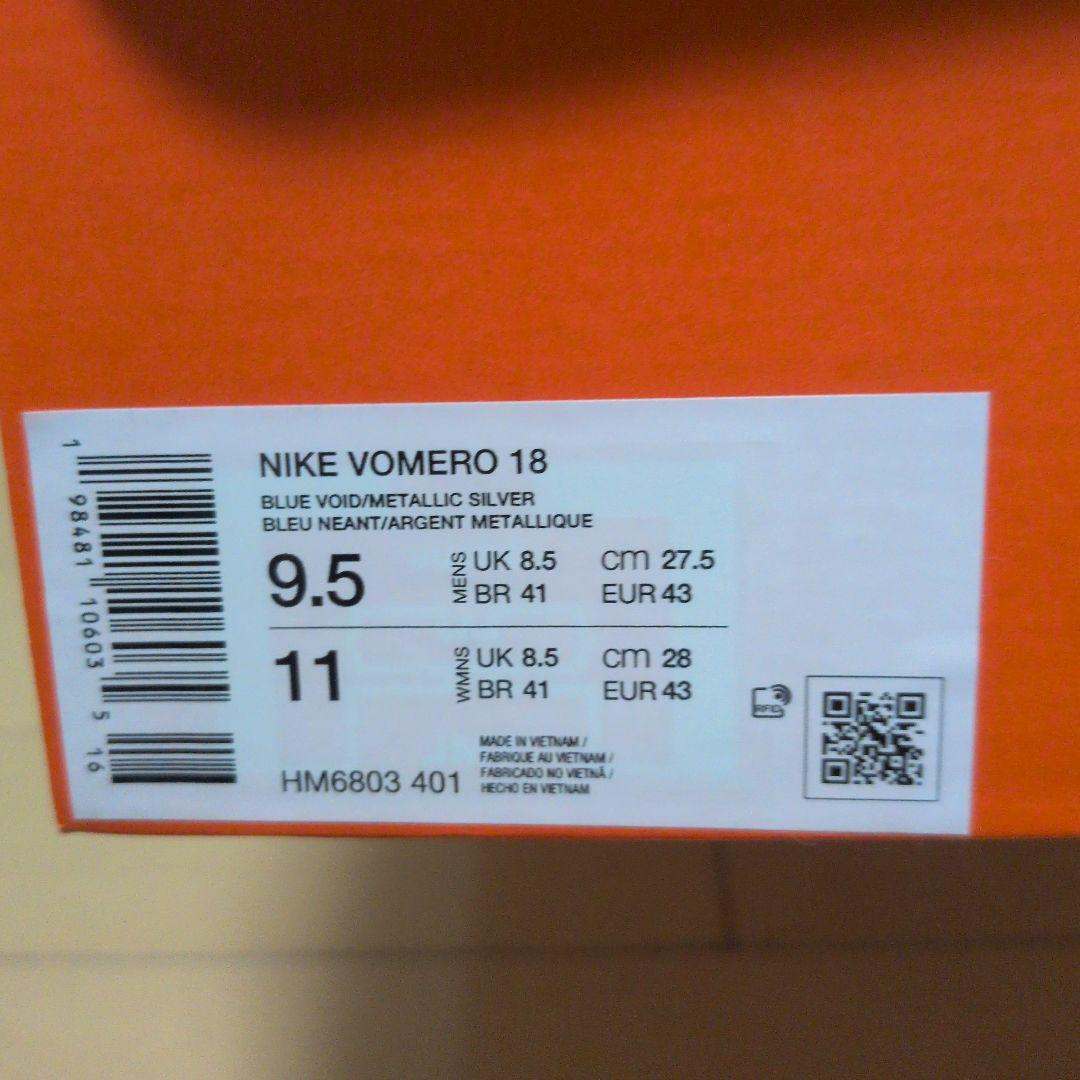 NIKE VOMERO 18
BLUE VOID/METALLIC SILVER
BLEU NEANT/ARGENT METALLIQUE
9.5 MENS UK 8.5 cm 27.5
BR 41 EUR 43
11 WMNS UK 8.5 cm 28
BR 41 EUR 43
RFID
MADE IN VIETNAM /
FABRIQUE AU VIETNAM /
FABRICADO NO VIETNÃ /
HECHO EN VIETNAM
HM6803 401
1 98481 10603 5 16